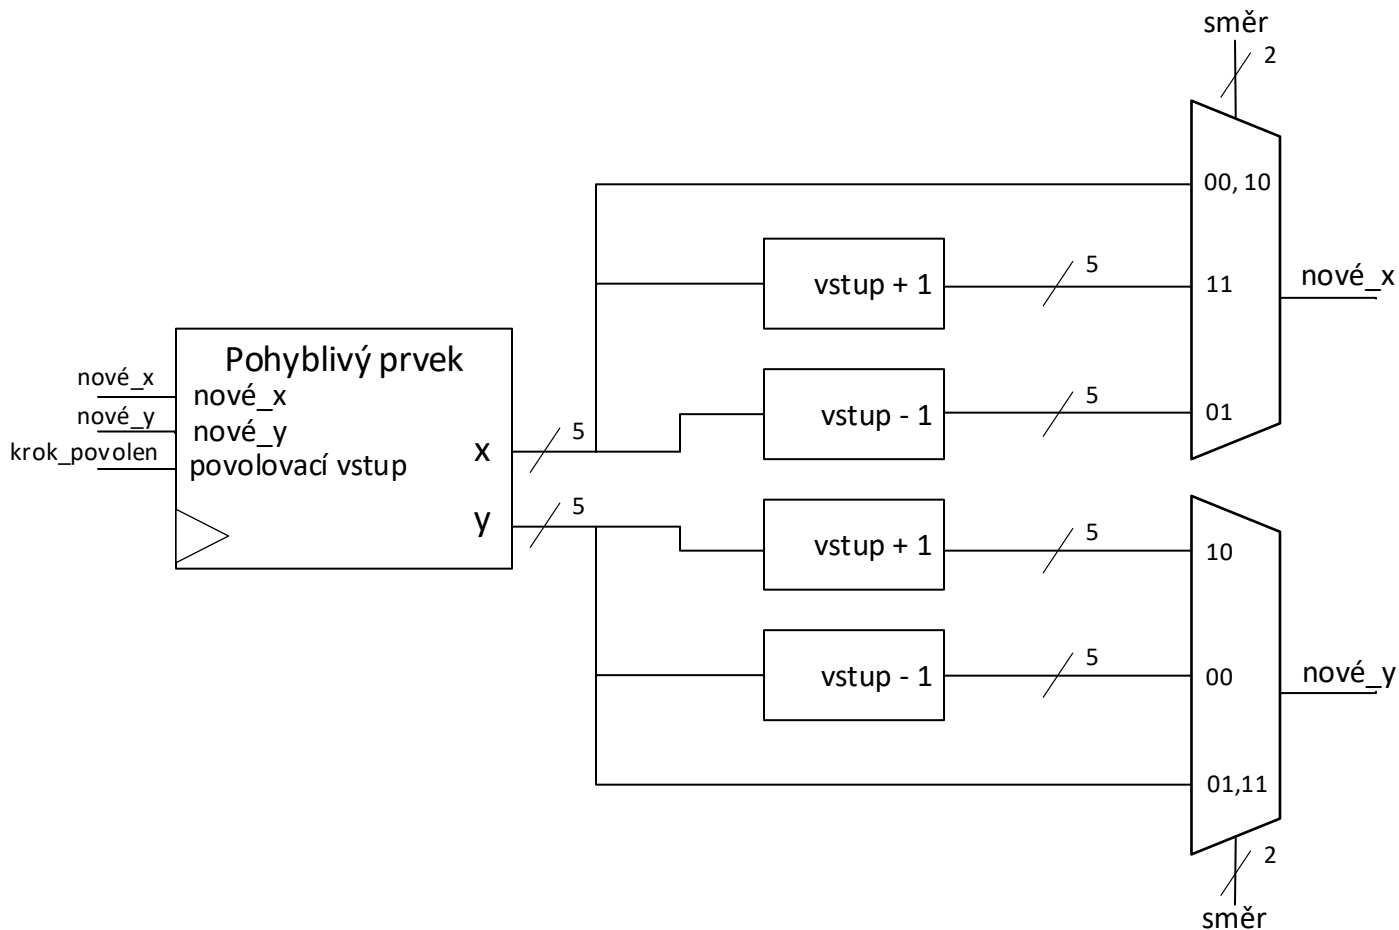 směr
2
00, 10
5
vstup + 1
11
nové_x
Pohyblivý prvek
nové_x
nové_x
5
vstup - 1
01
nové_y
nové_y
5
krok_povolen
povolovací vstup
x
5
y
5
vstup + 1
10
5
vstup - 1
00
nové_y
01,11
2
směr